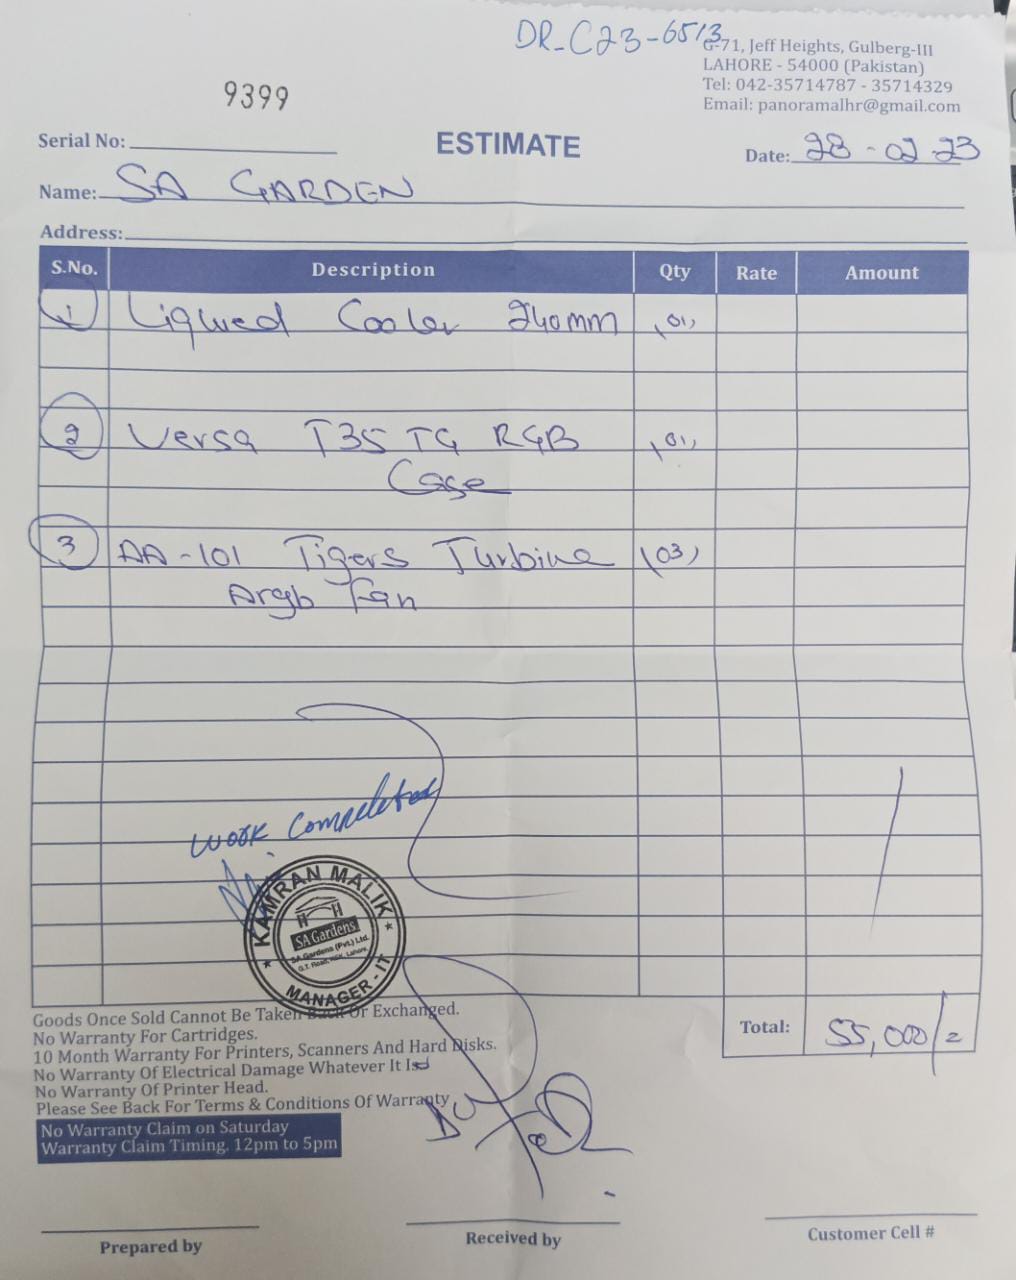 DR_C23-6513
G-71, Jeff Heights, Gulberg-III
LAHORE - 54000 (Pakistan)
Tel: 042-35714787 - 35714329
Email: panoramalhr@gmail.com
9399
Serial No:
ESTIMATE
Date: 28-02-23
Name: SA GARDEN
Address:
S.No. Description Qty Rate Amount
1 Liqued Cooler 240mm (01)
2 Versa T35 TG RGB (01)
Case
3 AA-101 Tigers Turbine (03)
Argb Fan
Work Completed
KAMRAN MALIK
SA Gardens
SA Gardens (Pvt.) Ltd.
G.T. Road, Lahore.
MANAGER - IT
Goods Once Sold Cannot Be Taken Back Or Exchanged.
No Warranty For Cartridges.
10 Month Warranty For Printers, Scanners And Hard Disks.
No Warranty Of Electrical Damage Whatever It Is
No Warranty Of Printer Head.
Please See Back For Terms & Conditions Of Warranty
Total: 55,000/=
No Warranty Claim on Saturday
Warranty Claim Timing. 12pm to 5pm
Prepared by
Received by
Customer Cell #